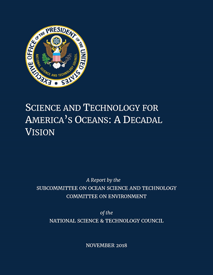 EXECUTIVE OFFICE OF THE PRESIDENT OF THE UNITED STATES
SCIENCE AND TECHNOLOGY FOR
AMERICA'S OCEANS: A DECADAL
VISION
A Report by the
SUBCOMMITTEE ON OCEAN SCIENCE AND TECHNOLOGY
COMMITTEE ON ENVIRONMENT
of the
NATIONAL SCIENCE & TECHNOLOGY COUNCIL
NOVEMBER 2018